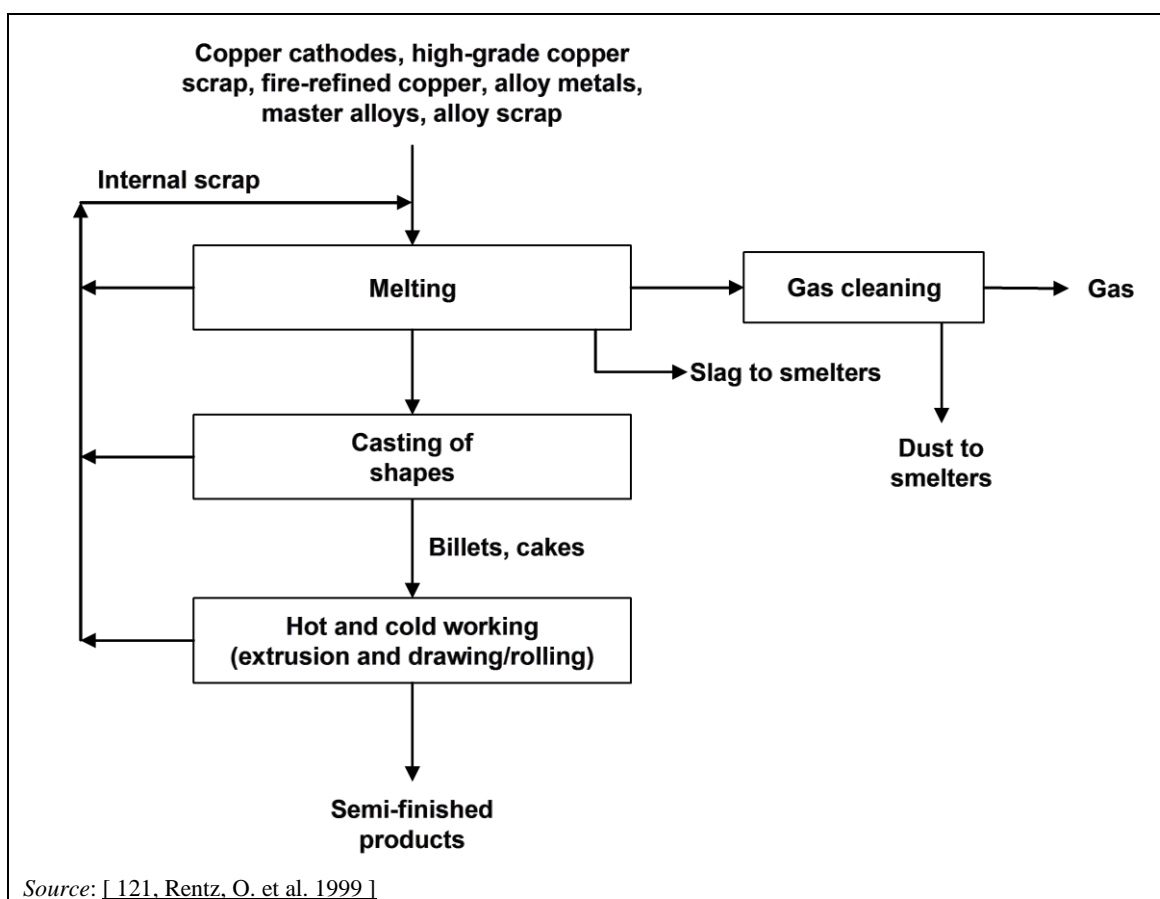 Copper cathodes, high-grade copper
scrap, fire-refined copper, alloy metals,
master alloys, alloy scrap
Internal scrap
Melting
Gas cleaning
Gas
Slag to smelters
Casting of
shapes
Dust to
smelters
Billets, cakes
Hot and cold working
(extrusion and drawing/rolling)
Semi-finished
products
Source: [ 121, Rentz, O. et al. 1999 ]